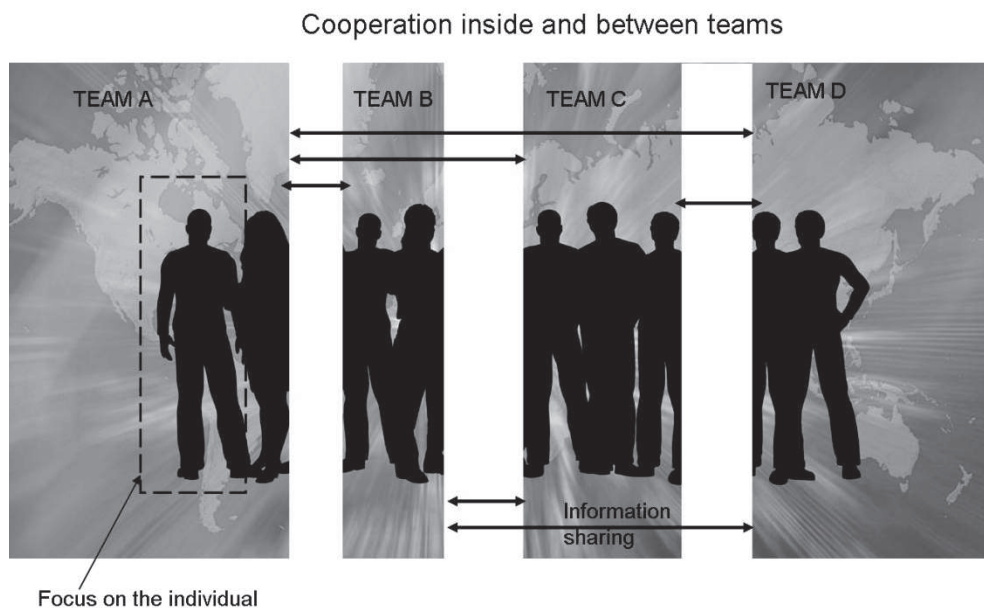 Cooperation inside and between teams
TEAM A
TEAM B
TEAM C
TEAM D
Information
sharing
Focus on the individual